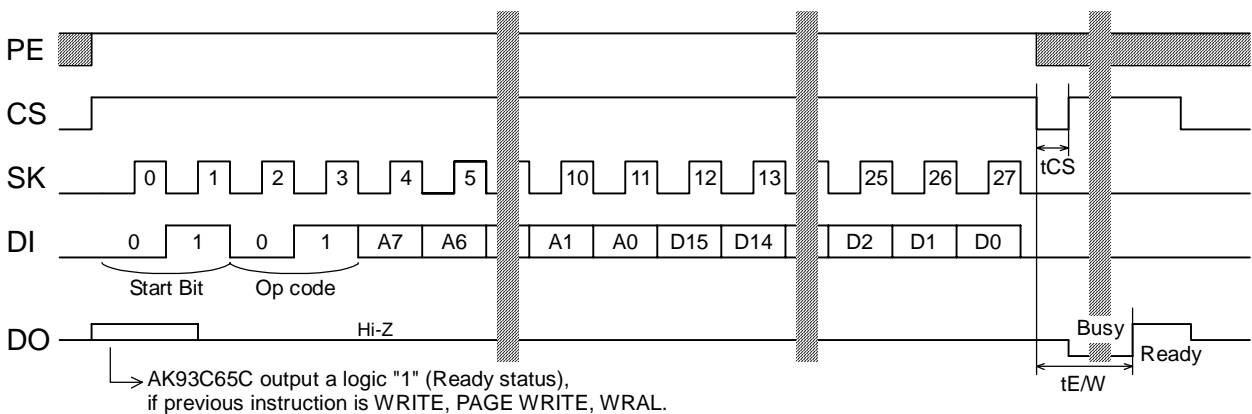 PE
CS
tCS
SK 0 1 2 3 4 5 10 11 12 13 25 26 27
DI 0 1 0 1 A7 A6 A1 A0 D15 D14 D2 D1 D0
Start Bit Op code
DO Hi-Z Busy Ready
tE/W
AK93C65C output a logic "1" (Ready status),
if previous instruction is WRITE, PAGE WRITE, WRAL.